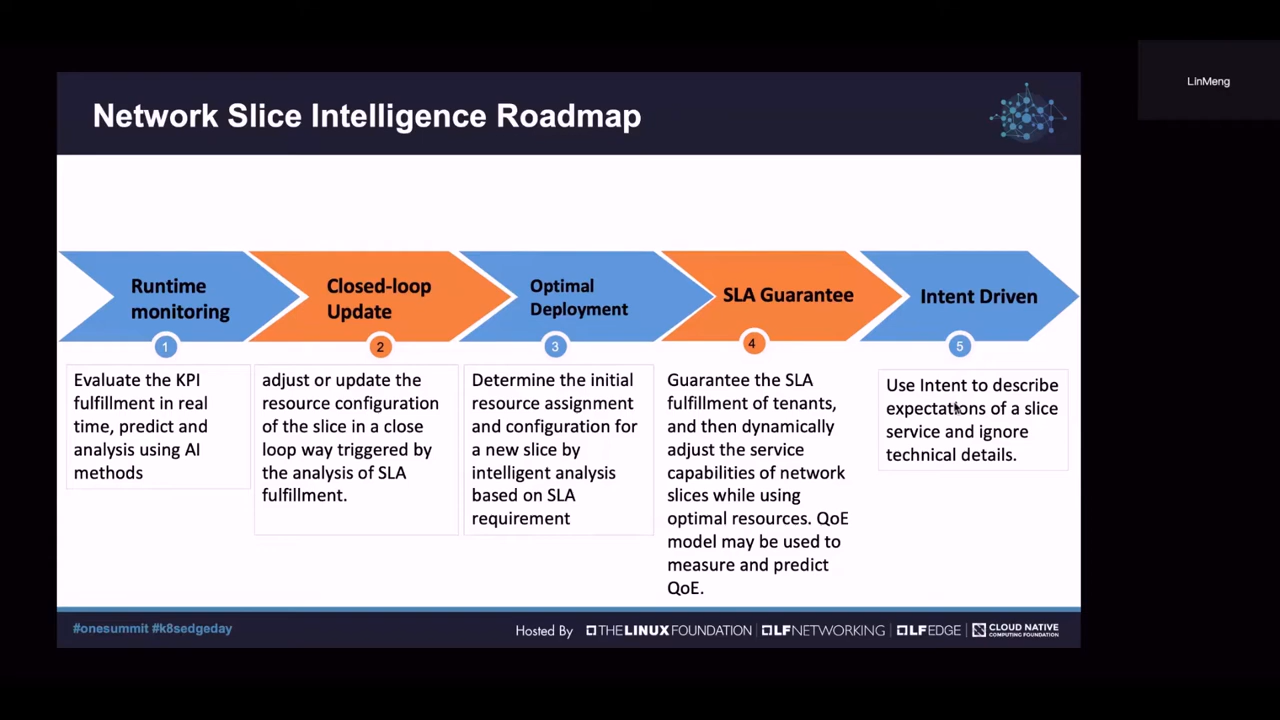 LinMeng
Network Slice Intelligence Roadmap
Runtime
monitoring
1
Evaluate the KPI
fulfillment in real
time, predict and
analysis using AI
methods
Closed-loop
Update
2
adjust or update the
resource configuration
of the slice in a close
loop way triggered by
the analysis of SLA
fulfillment.
Optimal
Deployment
3
Determine the initial
resource assignment
and configuration for
a new slice by
intelligent analysis
based on SLA
requirement
SLA Guarantee
4
Guarantee the SLA
fulfillment of tenants,
and then dynamically
adjust the service
capabilities of network
slices while using
optimal resources. QoE
model may be used to
measure and predict
QoE.
Intent Driven
5
Use Intent to describe
expectations of a slice
service and ignore
technical details.
#onesummit #k8sedgeday
Hosted By
THE LINUX FOUNDATION
LF NETWORKING
LF EDGE
CLOUD NATIVE
COMPUTING FOUNDATION